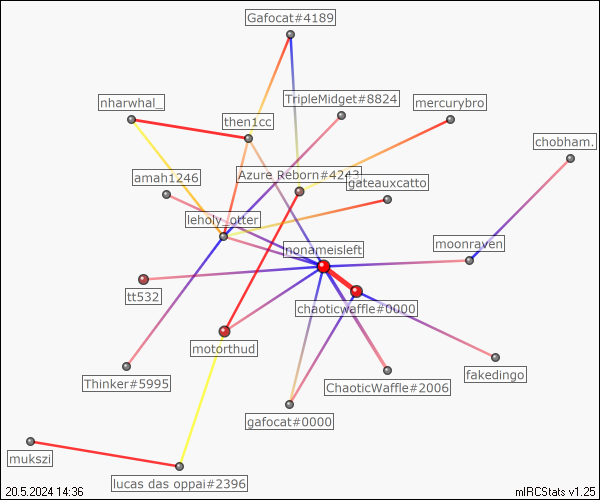 Gafocat#4189
TripleMidget#8824
nharwhal_
mercurybro
then1cc
chobham.
Azure_Reborn#4243
amah1246
gateauxcatto
leholy_otter
nonameisleft
moonraven
tt532
chaoticwaffle#0000
motorthud
Thinker#5995
fakedingo
ChaoticWaffle#2006
gafocat#0000
mukszi
lucas das oppai#2396
20.5.2024 14:36
mIRCStats v1.25